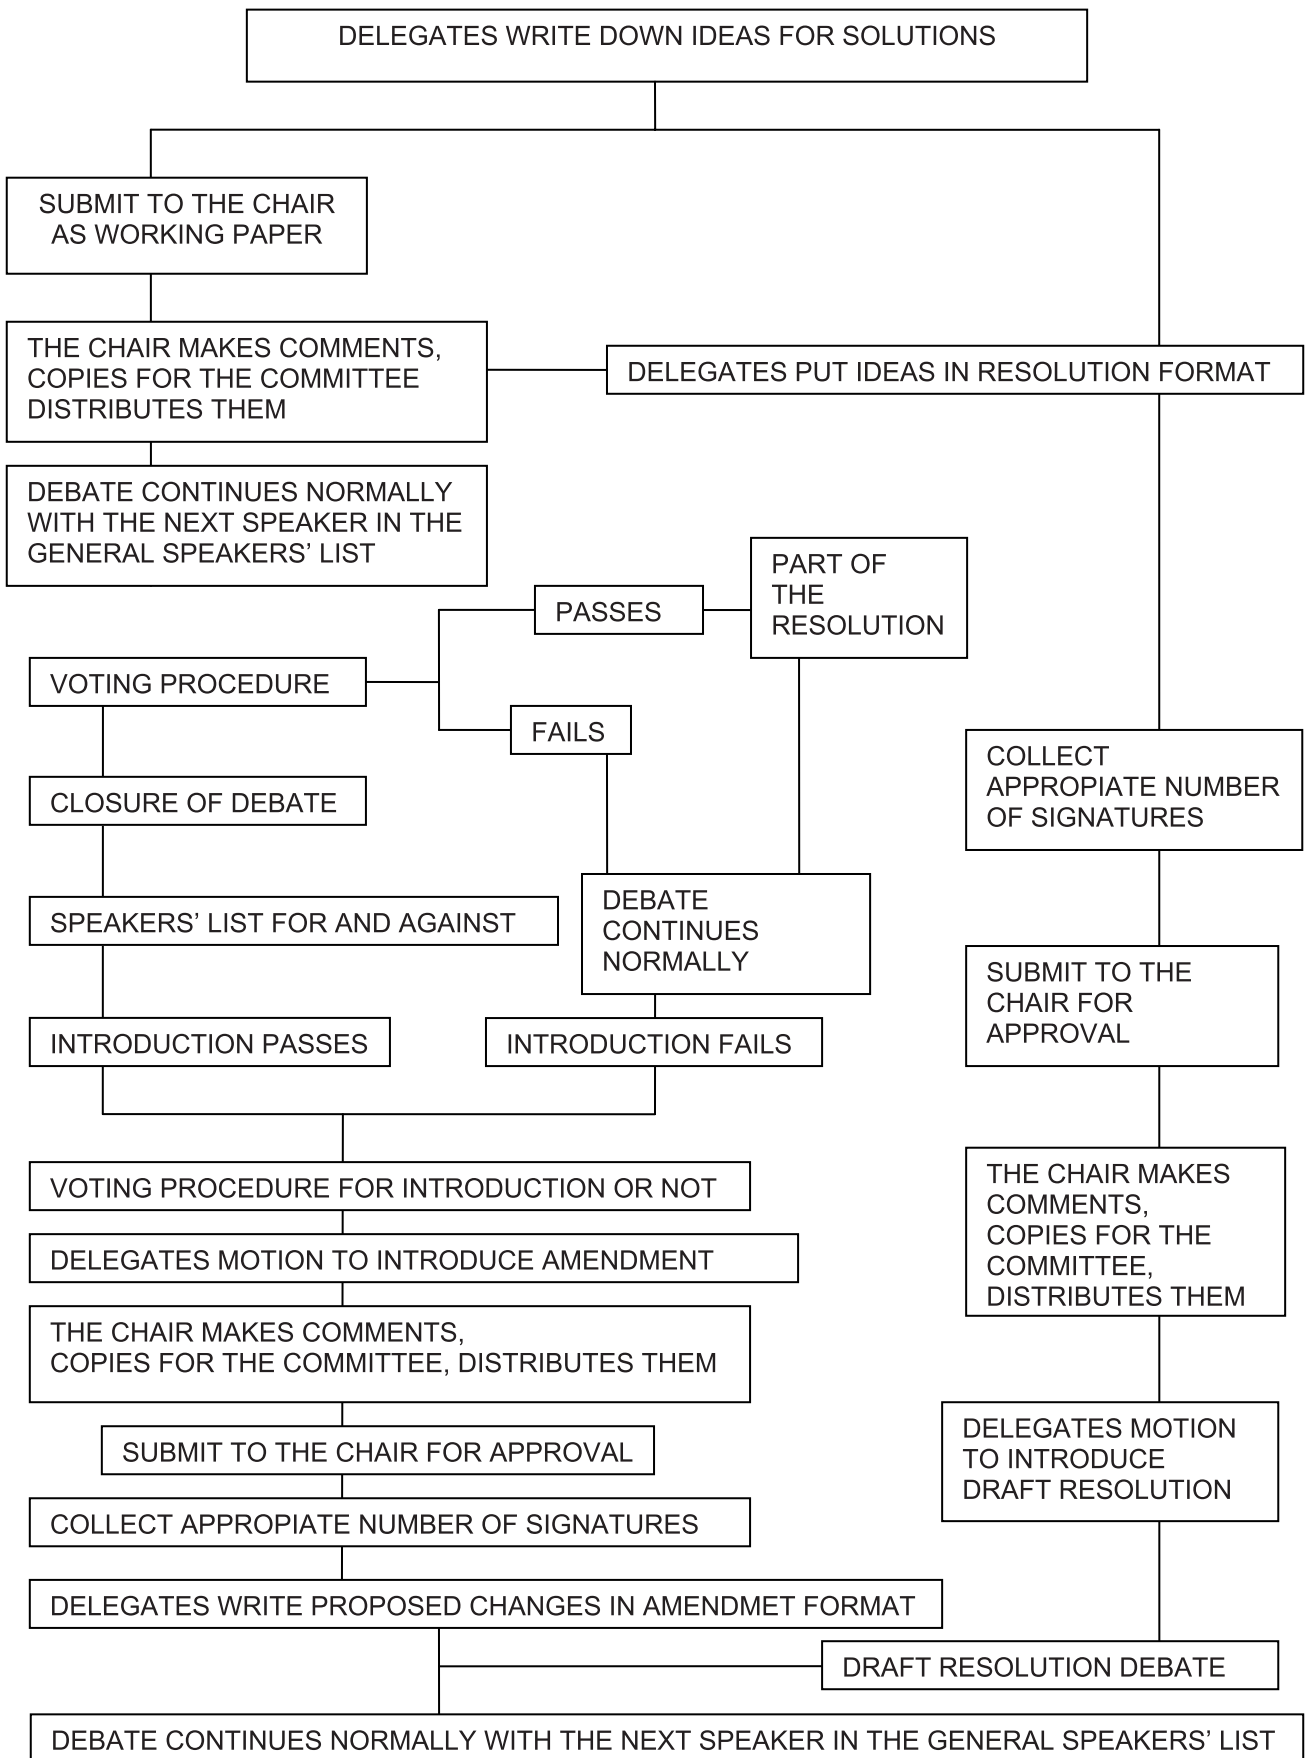 DELEGATES WRITE DOWN IDEAS FOR SOLUTIONS
SUBMIT TO THE CHAIR
AS WORKING PAPER
THE CHAIR MAKES COMMENTS,
COPIES FOR THE COMMITTEE
DISTRIBUTES THEM
DELEGATES PUT IDEAS IN RESOLUTION FORMAT
DEBATE CONTINUES NORMALLY
WITH THE NEXT SPEAKER IN THE
GENERAL SPEAKERS’ LIST
PART OF
THE
RESOLUTION
PASSES
VOTING PROCEDURE
FAILS
COLLECT
APPROPIATE NUMBER
OF SIGNATURES
CLOSURE OF DEBATE
DEBATE
CONTINUES
NORMALLY
SPEAKERS’ LIST FOR AND AGAINST
SUBMIT TO THE
CHAIR FOR
APPROVAL
INTRODUCTION PASSES
INTRODUCTION FAILS
THE CHAIR MAKES
COMMENTS,
COPIES FOR THE
COMMITTEE,
DISTRIBUTES THEM
VOTING PROCEDURE FOR INTRODUCTION OR NOT
DELEGATES MOTION TO INTRODUCE AMENDMENT
THE CHAIR MAKES COMMENTS,
COPIES FOR THE COMMITTEE, DISTRIBUTES THEM
DELEGATES MOTION
TO INTRODUCE
DRAFT RESOLUTION
SUBMIT TO THE CHAIR FOR APPROVAL
COLLECT APPROPIATE NUMBER OF SIGNATURES
DELEGATES WRITE PROPOSED CHANGES IN AMENDMET FORMAT
DRAFT RESOLUTION DEBATE
DEBATE CONTINUES NORMALLY WITH THE NEXT SPEAKER IN THE GENERAL SPEAKERS’ LIST